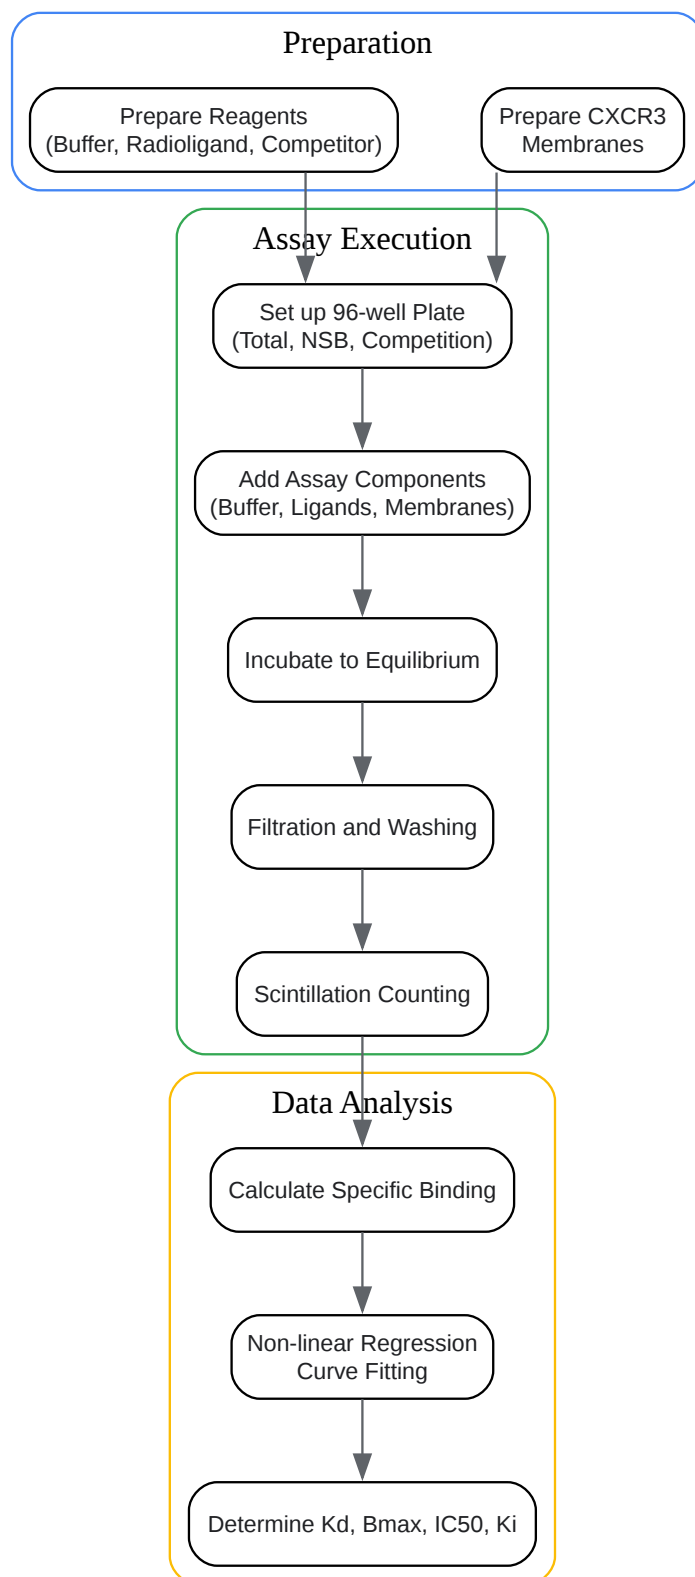 Preparation
Prepare Reagents
(Buffer, Radioligand, Competitor)
Prepare CXCR3
Membranes
Assay Execution
Set up 96-well Plate
(Total, NSB, Competition)
Add Assay Components
(Buffer, Ligands, Membranes)
Incubate to Equilibrium
Filtration and Washing
Scintillation Counting
Data Analysis
Calculate Specific Binding
Non-linear Regression
Curve Fitting
Determine Kd, Bmax, IC50, Ki